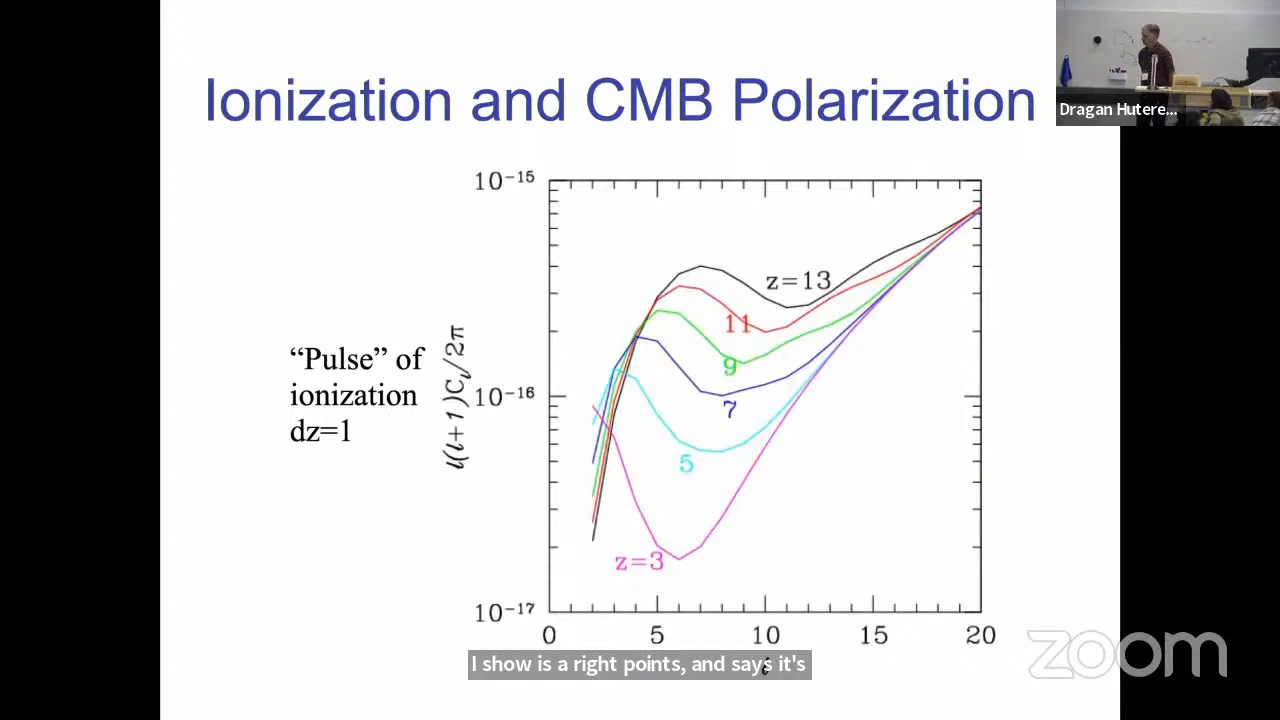 Ionization and CMB Polarization
Dragan Hutere...
“Pulse” of
ionization
dz=1
l(l+1)Cl/2π
10-15
10-16
10-17
z=13
11
9
7
5
z=3
0 5 10 15 20
l
I show is a right points, and says it's
zoom